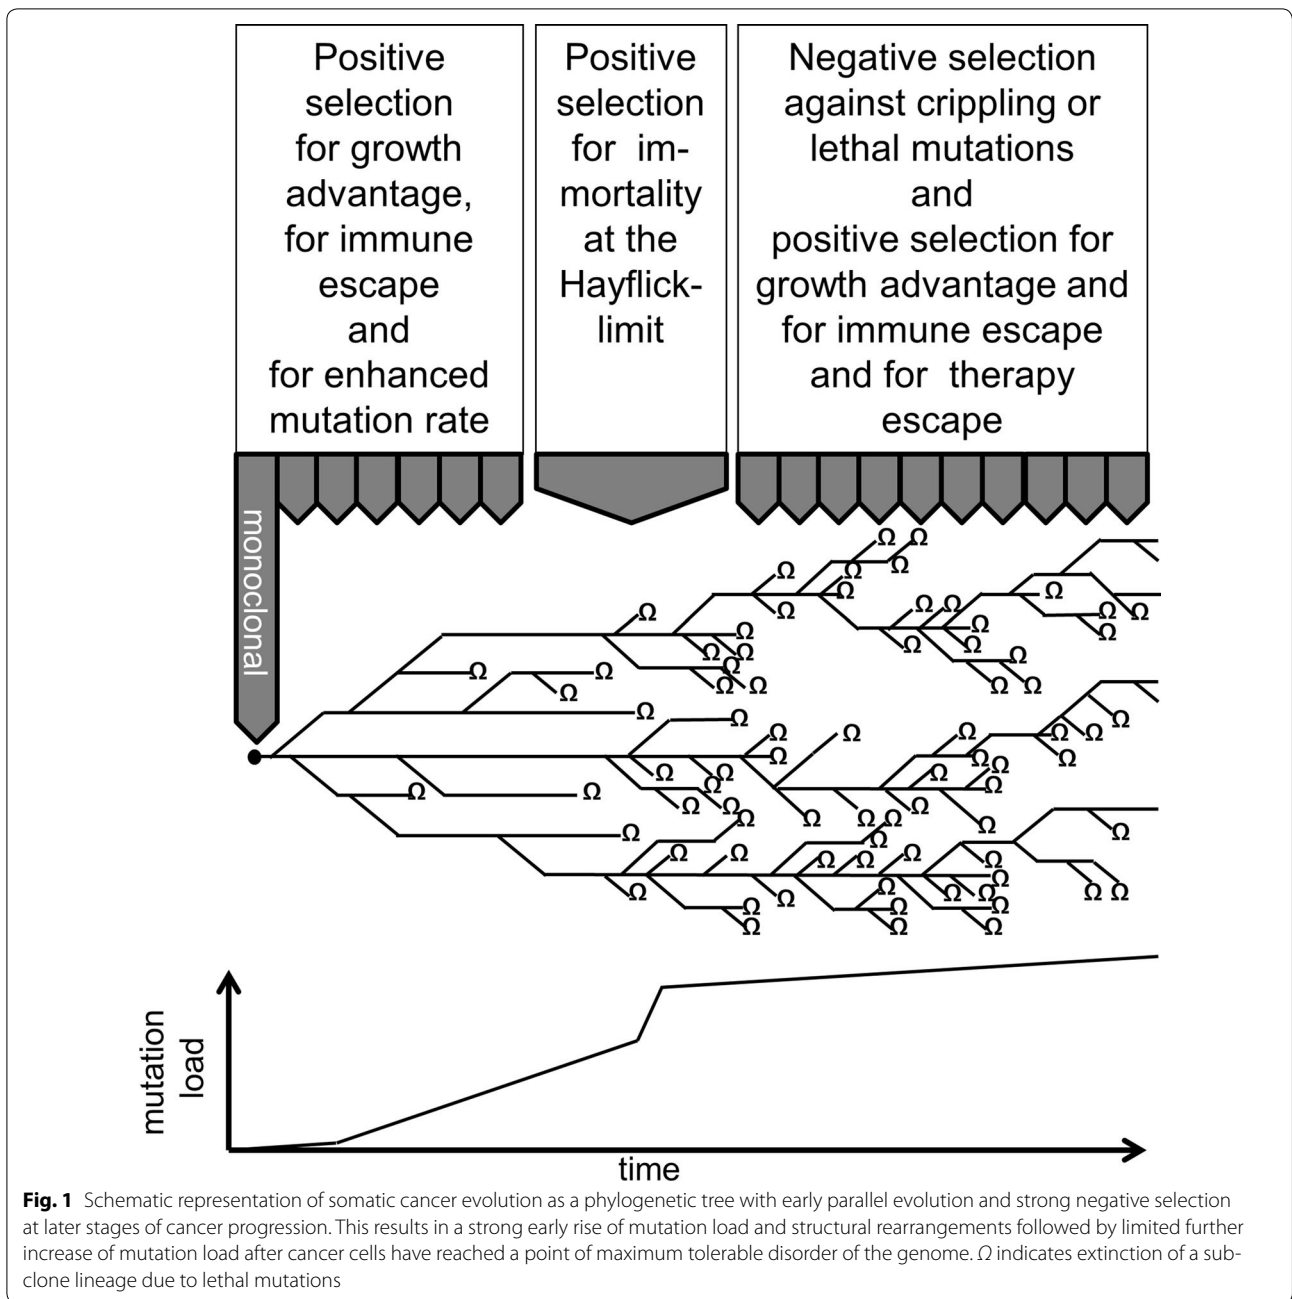 Positive
selection
for growth
advantage,
for immune
escape
and
for enhanced
mutation rate
Positive
selection
for im-
mortality
at the
Hayflick-
limit
Negative selection
against crippling or
lethal mutations
and
positive selection for
growth advantage and
for immune escape
and for therapy
escape
monoclonal
mutation
load
time
Fig. 1 Schematic representation of somatic cancer evolution as a phylogenetic tree with early parallel evolution and strong negative selection
at later stages of cancer progression. This results in a strong early rise of mutation load and structural rearrangements followed by limited further
increase of mutation load after cancer cells have reached a point of maximum tolerable disorder of the genome. Ω indicates extinction of a sub-
clone lineage due to lethal mutations